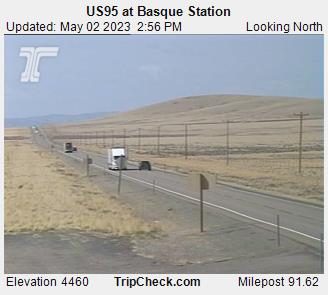 US95 at Basque Station
Updated: May 02 2023 2:56 PM Looking North
Elevation 4460 TripCheck.com Milepost 91.62